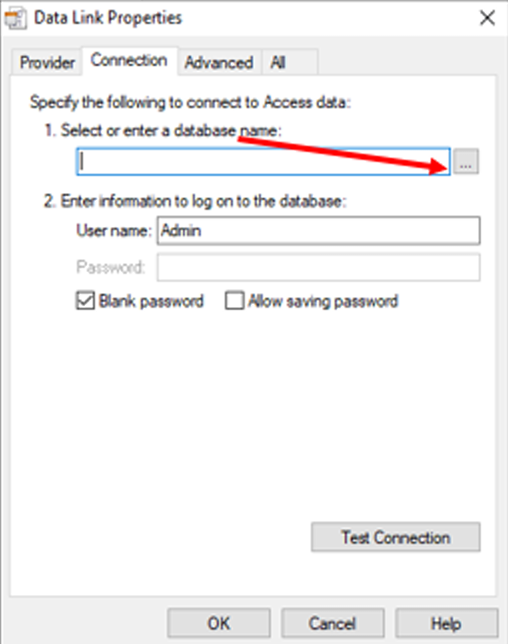 Data Link Properties
Provider Connection Advanced All
Specify the following to connect to Access data:
1. Select or enter a database name:
...
2. Enter information to log on to the database:
User name: Admin
Password:
Blank password Allow saving password
Test Connection
OK Cancel Help